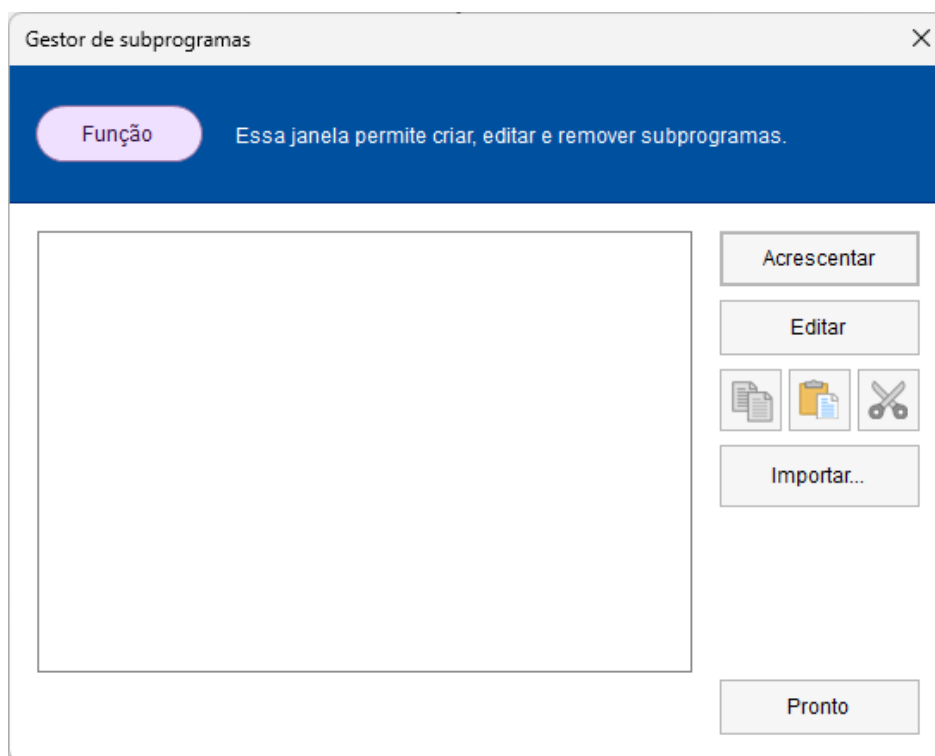 Gestor de subprogramas
Função
Essa janela permite criar, editar e remover subprogramas.
Acrescentar
Editar
Importar...
Pronto